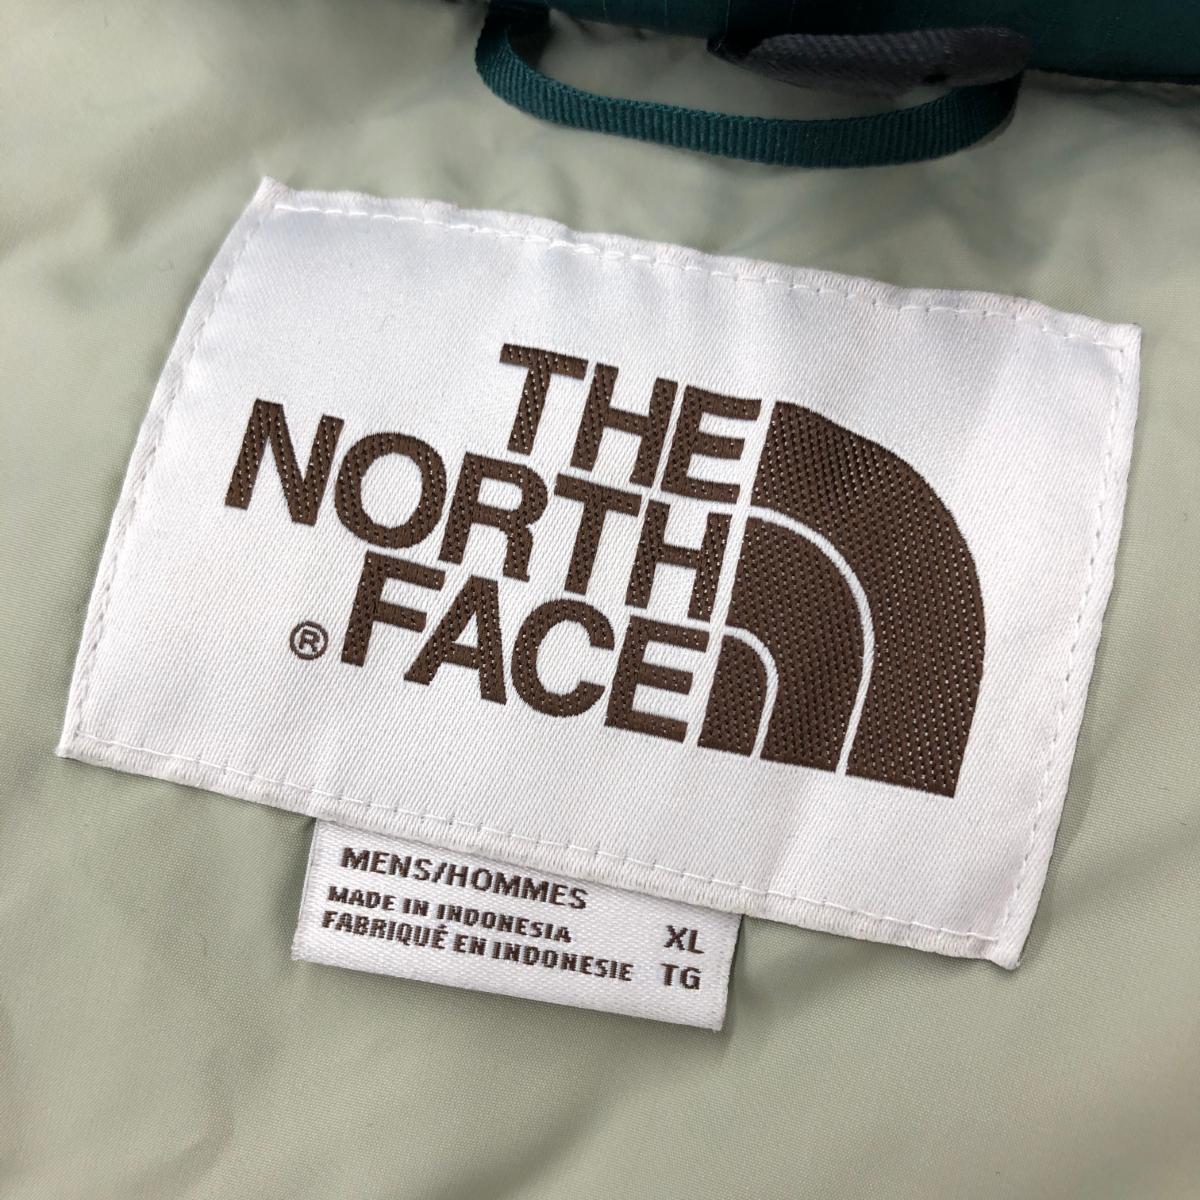 THE
NORTH
® FACE
MENS/HOMMES
MADE IN INDONESIA XL
FABRIQUÉ EN INDONESIE TG